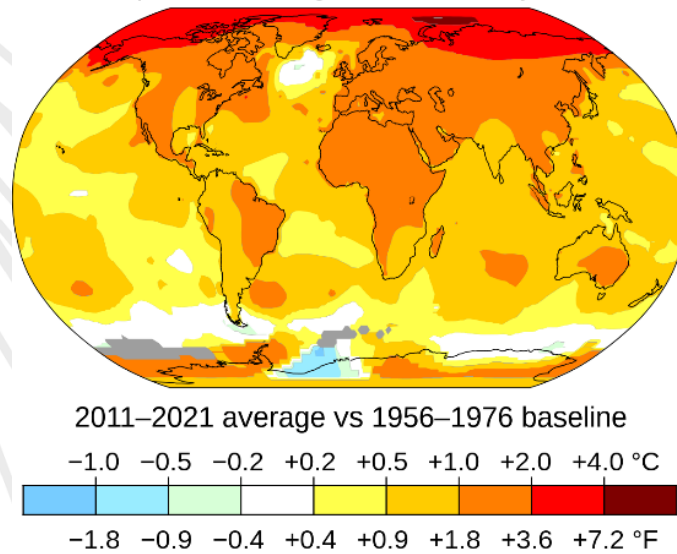 2011–2021 average vs 1956–1976 baseline
−1.0 −0.5 −0.2 +0.2 +0.5 +1.0 +2.0 +4.0 °C
−1.8 −0.9 −0.4 +0.4 +0.9 +1.8 +3.6 +7.2 °F